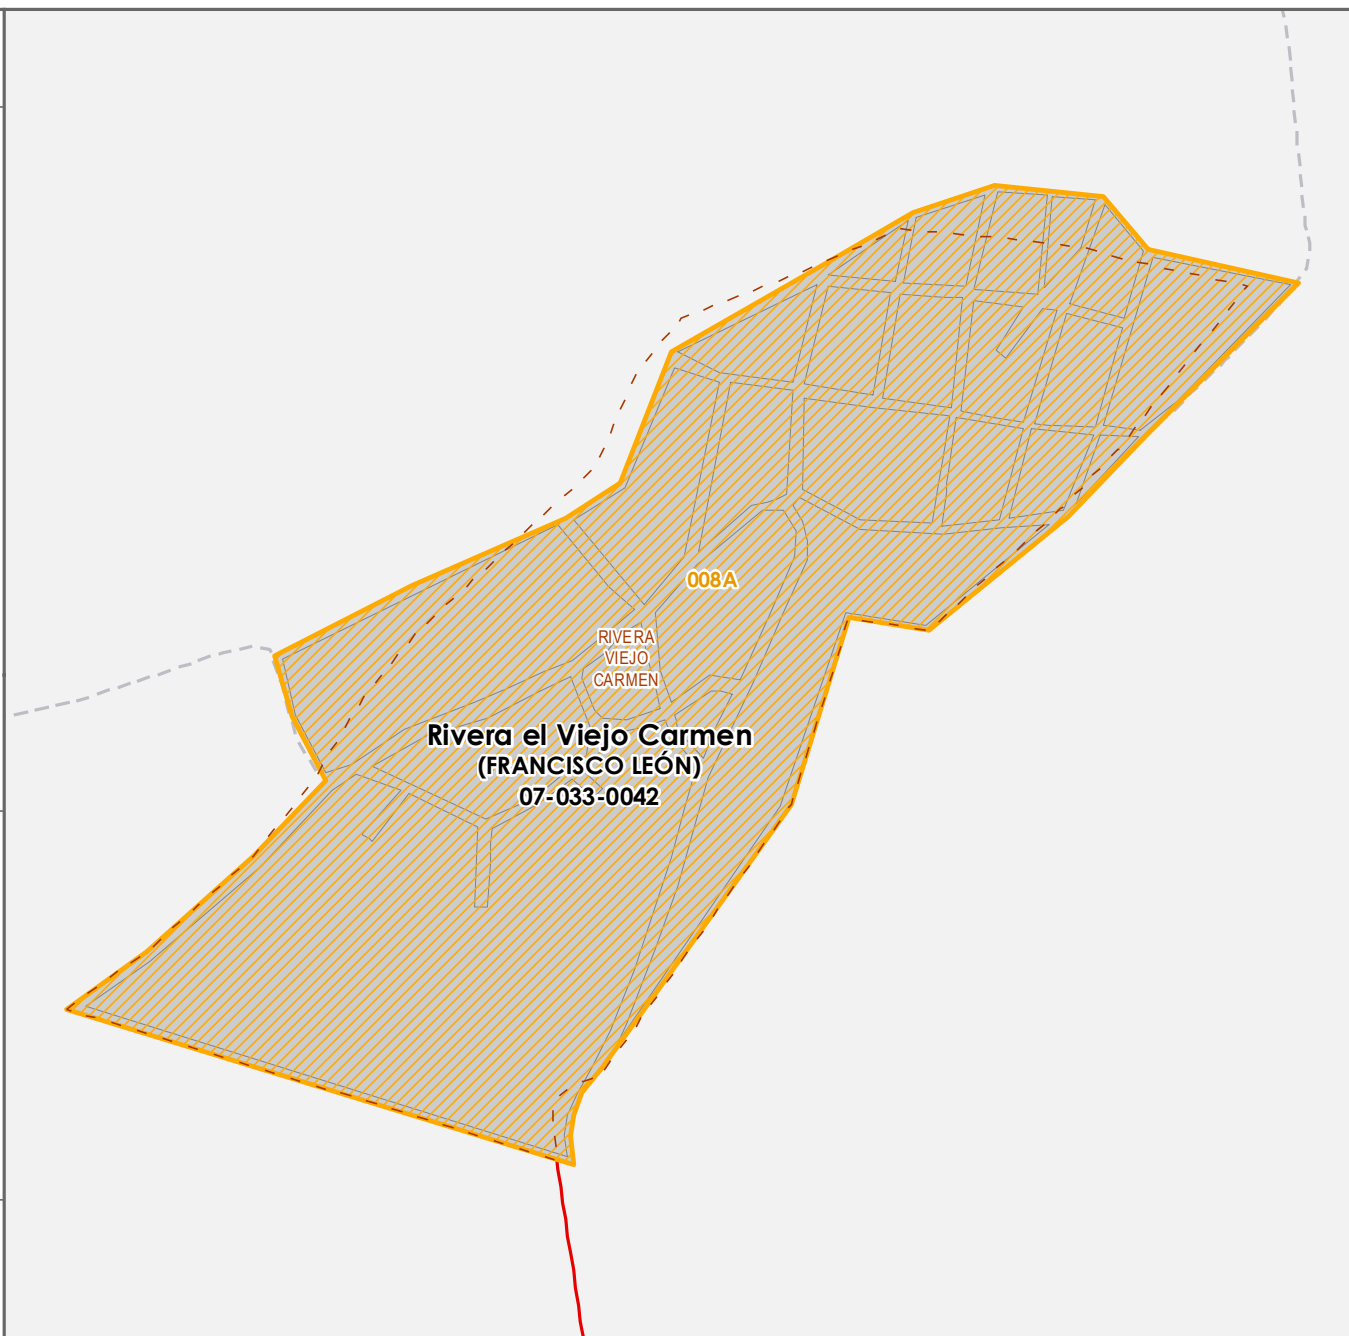 008A
RIVERA
VIEJO
CARMEN
Rivera el Viejo Carmen
(FRANCISCO LEÓN)
07-033-0042